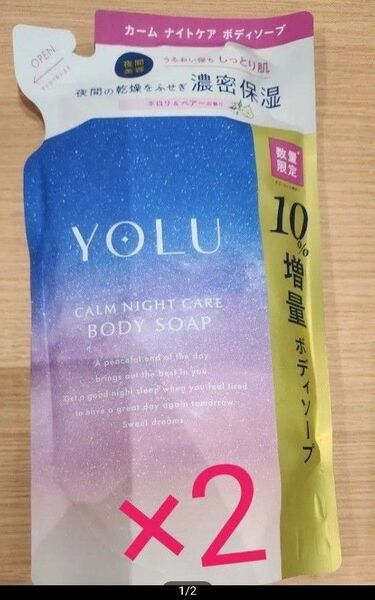 カーム ナイトケア ボディソープ
OPEN
夜間
美容
うるおい保ち しっとり肌
夜間の乾燥をふせぎ 濃密保湿
ネロリ＆ペアーの香り
数量
限定
10%増量 ボディソープ
YOLU
CALM NIGHT CARE
BODY SOAP
A peaceful end of the day
brings out the best in you.
Get a good night sleep when you feel tired
to have a great day again tomorrow.
Sweet dreams.
×2
1/2